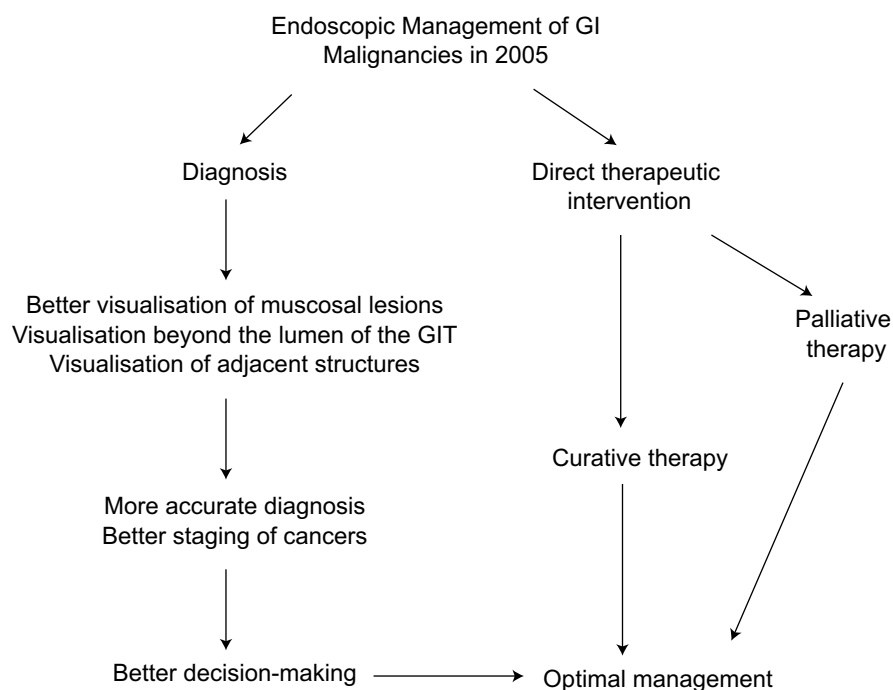 Endoscopic Management of GI
Malignancies in 2005
Diagnosis
Direct therapeutic
intervention
Better visualisation of muscosal lesions
Visualisation beyond the lumen of the GIT
Visualisation of adjacent structures
Palliative
therapy
Curative therapy
More accurate diagnosis
Better staging of cancers
Better decision-making
Optimal management